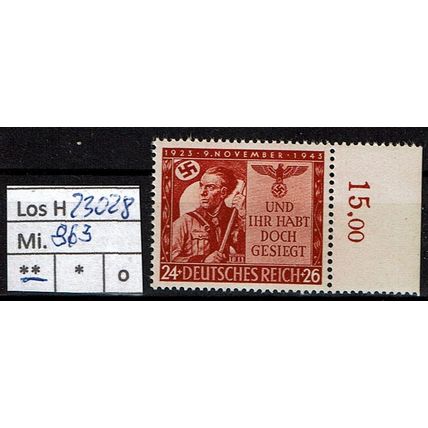 Los H 23028
Mi. 863
** * o
1923 · 9. NOVEMBER · 1943
UND
IHR HABT
DOCH
GESIEGT
24+ DEUTSCHES REICH + 26
15.00